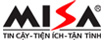 MISA
TIN CẬY - TIỆN ÍCH - TẬN TÌNH